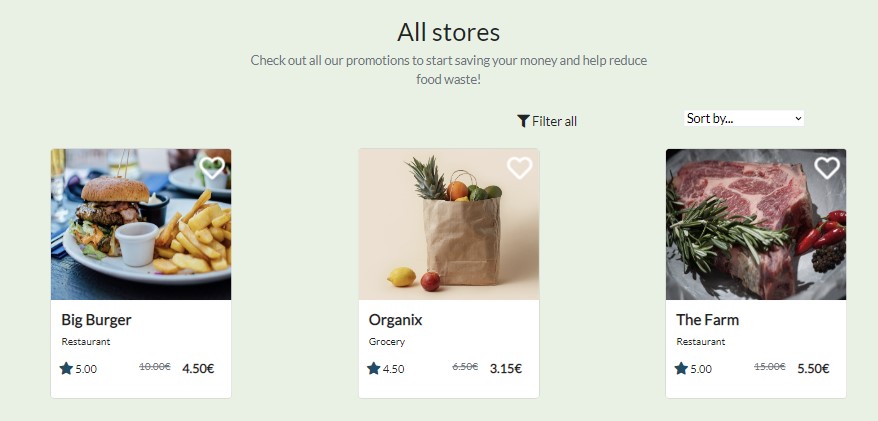 All stores
Check out all our promotions to start saving your money and help reduce
food waste!
Filter all
Sort by...
Big Burger
Restaurant
5.00 10.00€ 4.50€
Organix
Grocery
4.50 6.50€ 3.15€
The Farm
Restaurant
5.00 15.00€ 5.50€